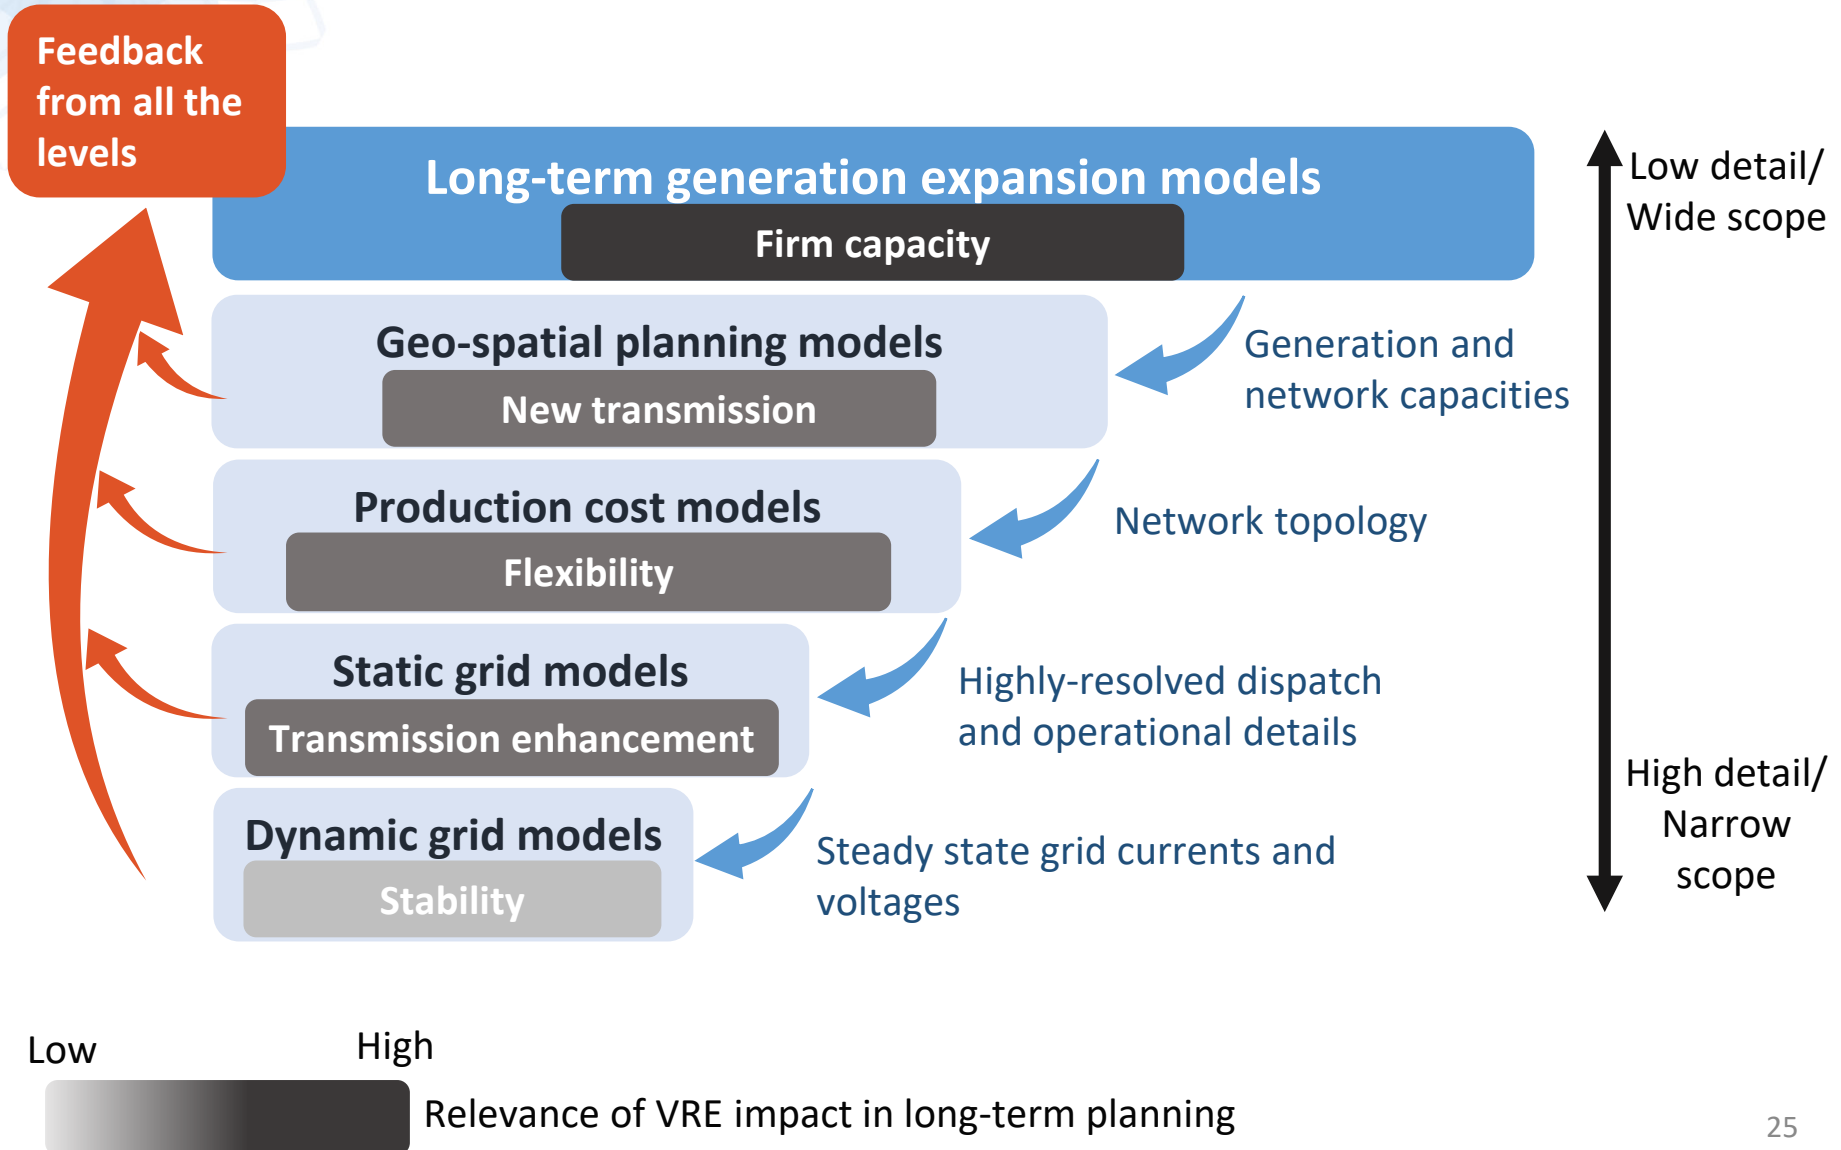 Feedback
from all the
levels
Long-term generation expansion models
Firm capacity
Low detail/
Wide scope
Geo-spatial planning models
New transmission
Generation and
network capacities
Production cost models
Flexibility
Network topology
Static grid models
Transmission enhancement
Highly-resolved dispatch
and operational details
Dynamic grid models
Stability
Steady state grid currents and
voltages
High detail/
Narrow
scope
Low
High
Relevance of VRE impact in long-term planning
25